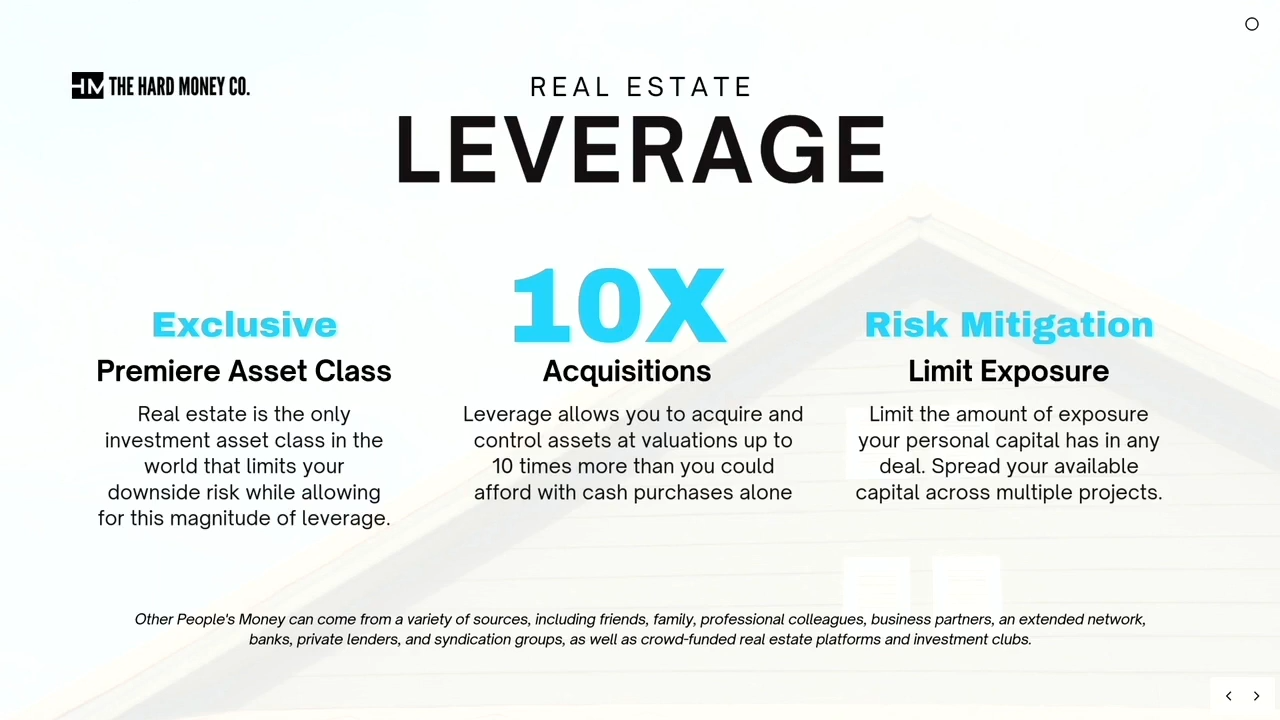 HM THE HARD MONEY CO.
REAL ESTATE
LEVERAGE
Exclusive
Premiere Asset Class
Real estate is the only
investment asset class in the
world that limits your
downside risk while allowing
for this magnitude of leverage.
10X
Acquisitions
Leverage allows you to acquire and
control assets at valuations up to
10 times more than you could
afford with cash purchases alone
Risk Mitigation
Limit Exposure
Limit the amount of exposure
your personal capital has in any
deal. Spread your available
capital across multiple projects.
Other People's Money can come from a variety of sources, including friends, family, professional colleagues, business partners, an extended network,
banks, private lenders, and syndication groups, as well as crowd-funded real estate platforms and investment clubs.